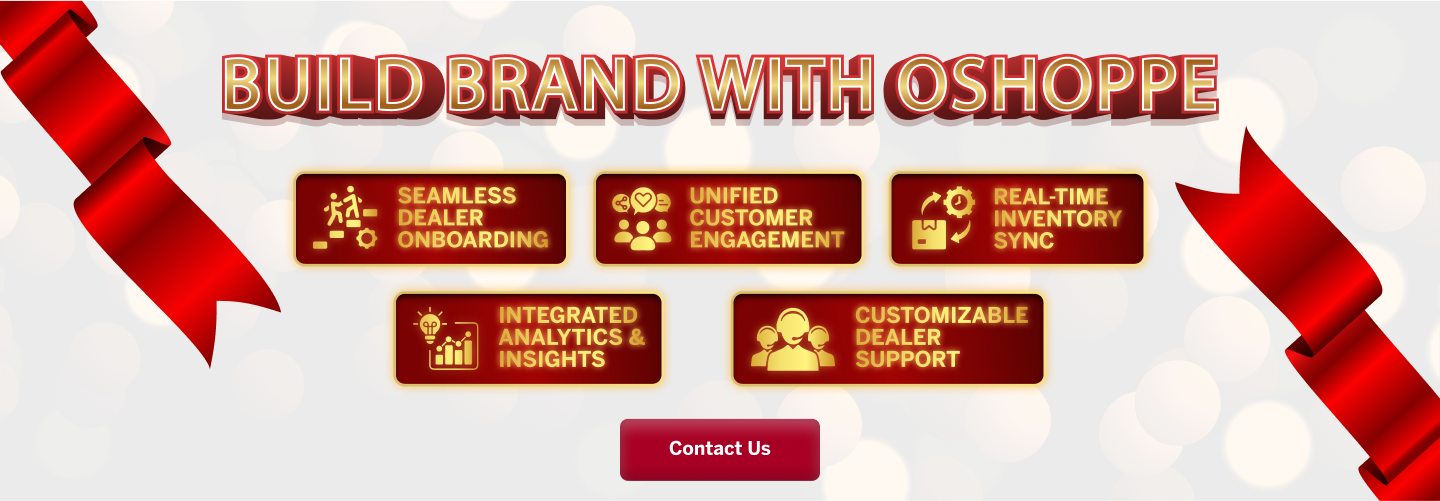 BUILD BRAND WITH OSHOPPE
SEAMLESS
DEALER
ONBOARDING
UNIFIED
CUSTOMER
ENGAGEMENT
REAL-TIME
INVENTORY
SYNC
INTEGRATED
ANALYTICS &
INSIGHTS
CUSTOMIZABLE
DEALER
SUPPORT
Contact Us